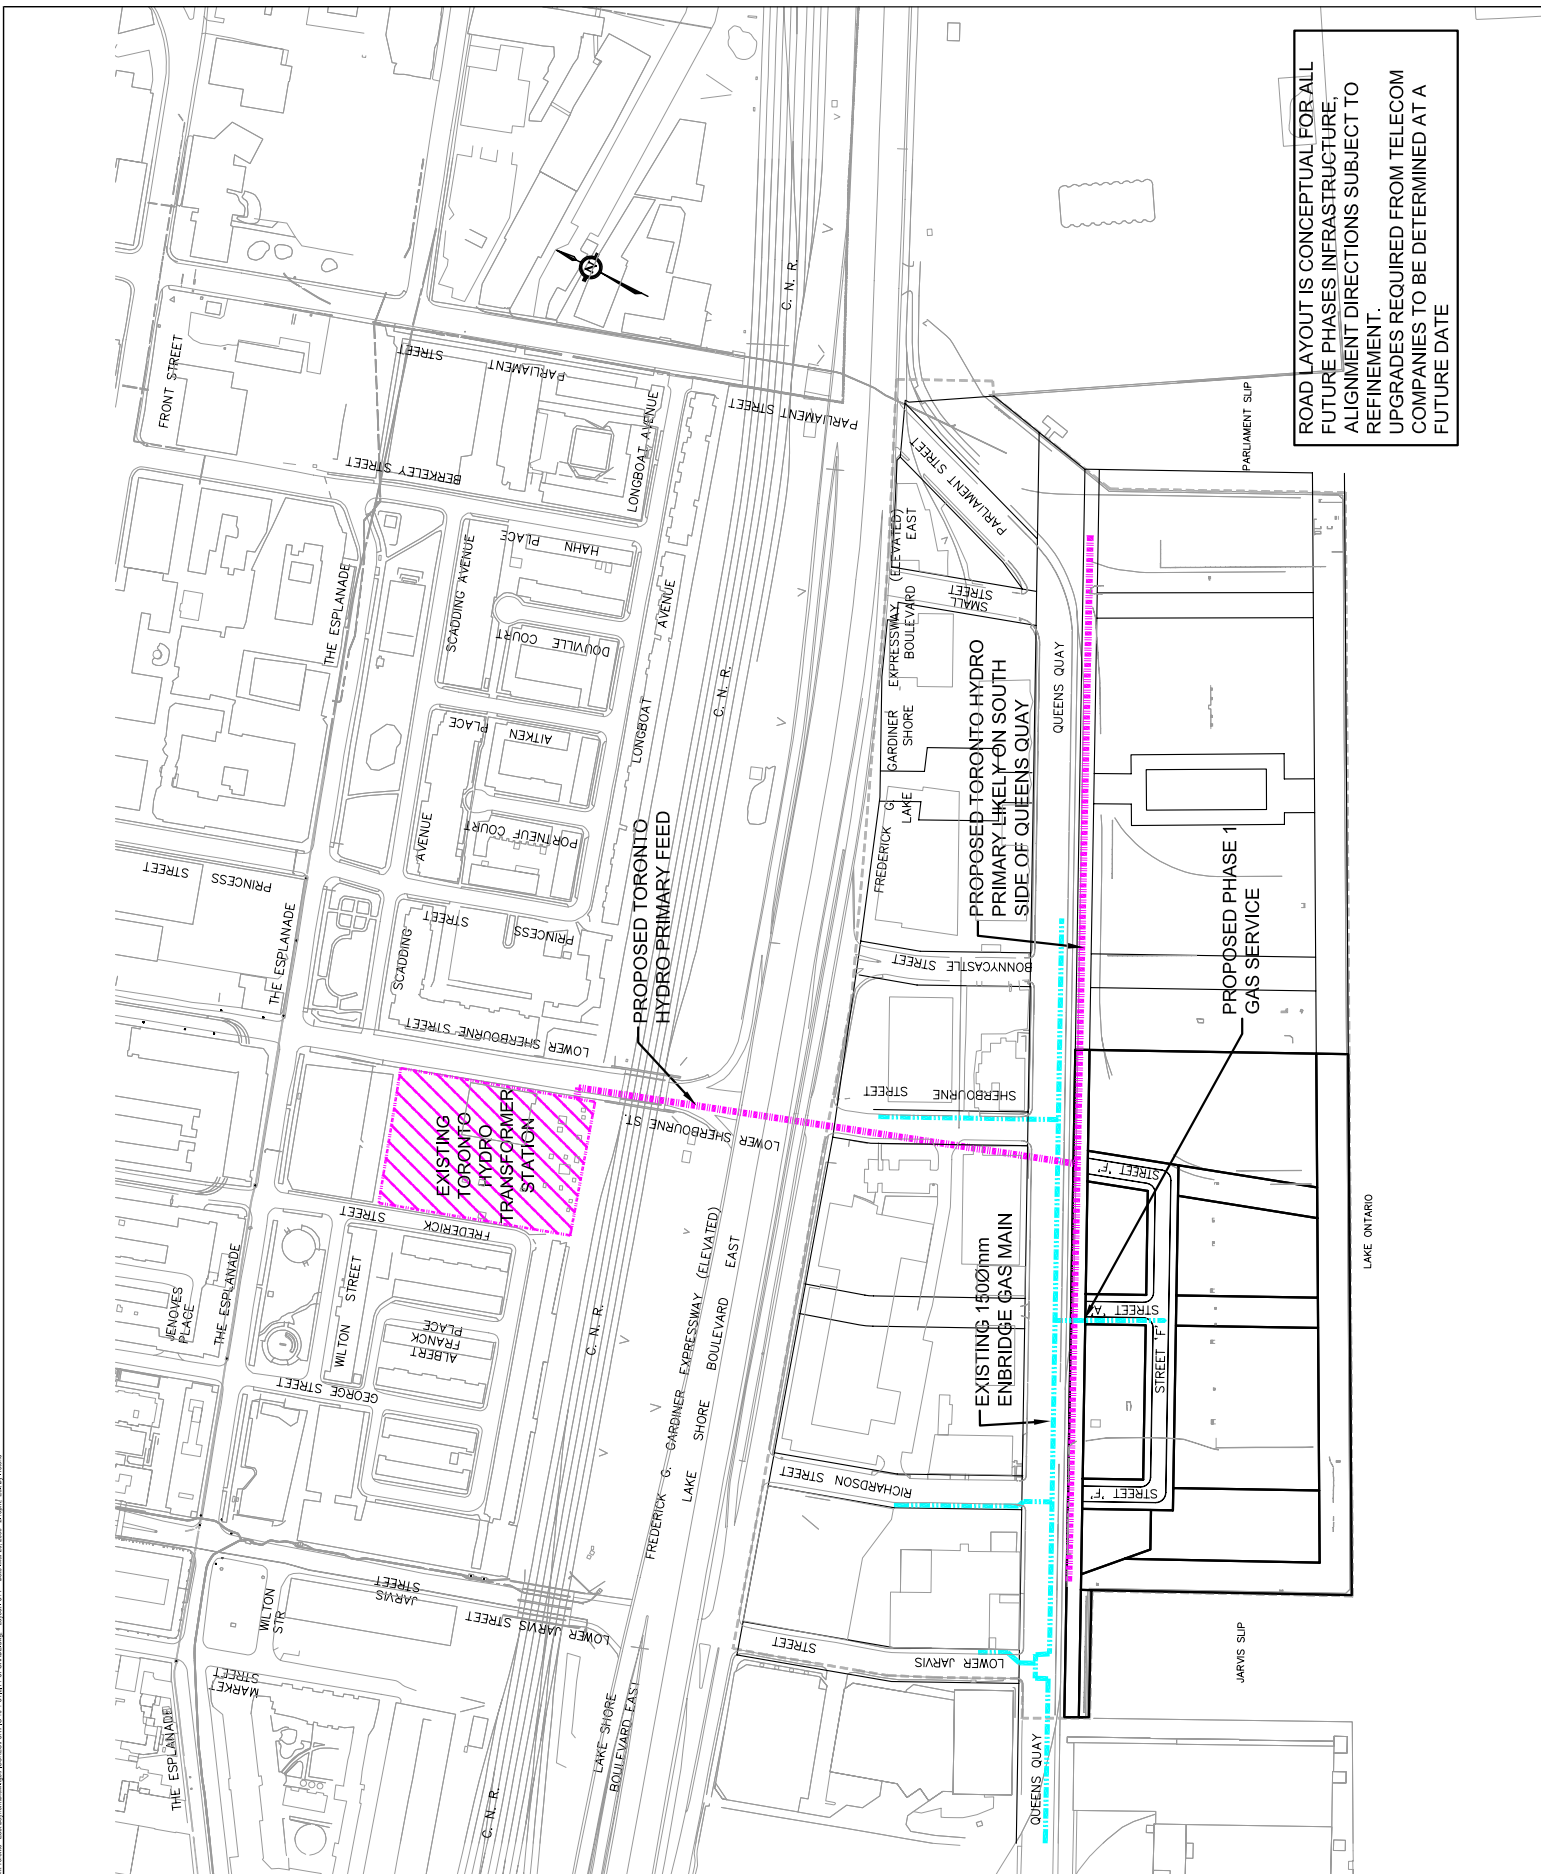 ROAD LAYOUT IS CONCEPTUAL FOR ALL
FUTURE PHASES INFRASTRUCTURE,
ALIGNMENT DIRECTIONS SUBJECT TO
REFINEMENT.
UPGRADES REQUIRED FROM TELECOM
COMPANIES TO BE DETERMINED AT A
FUTURE DATE
N
FRONT STREET
PARLIAMENT
STREET
BERKELEY STREET
PARLIAMENT STREET
C. N. R.
LONGBOAT AVENUE
THE ESPLANADE
SCADDING AVENUE
HAHN
PLACE
DOUVILLE COURT
LONGBOAT
AVENUE
C. N. R.
AITKEN
PLACE
PORTNEUF COURT
SCADDING
AVENUE
PRINCESS
STREET
PRINCESS
STREET
THE ESPLANADE
LOWER SHERBOURNE STREET
PROPOSED TORONTO
HYDRO PRIMARY FEED
EXISTING
TORONTO
HYDRO
TRANSFORMER
STATION
LOWER SHERBOURNE ST.
FREDERICK
STREET
WILTON STREET
ALBERT
FRANCK
PLACE
GEORGE STREET
JENOVES
PLACE
THE ESPLANADE
C. N. R.
JARVIS
STREET
LOWER JARVIS STREET
WILTON
STR
MARKET
STREET
THE ESPLANADE
C. N. R.
LAKE SHORE
BOULEVARD EAST
FREDERICK G. GARDINER EXPRESSWAY (ELEVATED)
LAKE SHORE BOULEVARD EAST
FREDERICK G. GARDINER EXPRESSWAY (ELEVATED)
LAKE SHORE BOULEVARD EAST
PARLIAMENT STREET
SMALL
STREET
QUEENS QUAY
PROPOSED TORONTO HYDRO
PRIMARY LIKELY ON SOUTH
SIDE OF QUEENS QUAY
BONNYCASTLE STREET
SHERBOURNE
STREET
EXISTING 150Ømm
ENBRIDGE GAS MAIN
RICHARDSON STREET
LOWER JARVIS
STREET
QUEENS QUAY
PROPOSED PHASE 1
GAS SERVICE
STREET 'F'
STREET 'A'
STREET 'F'
STREET 'F'
PARLIAMENT SLIP
LAKE ONTARIO
JARVIS SLIP